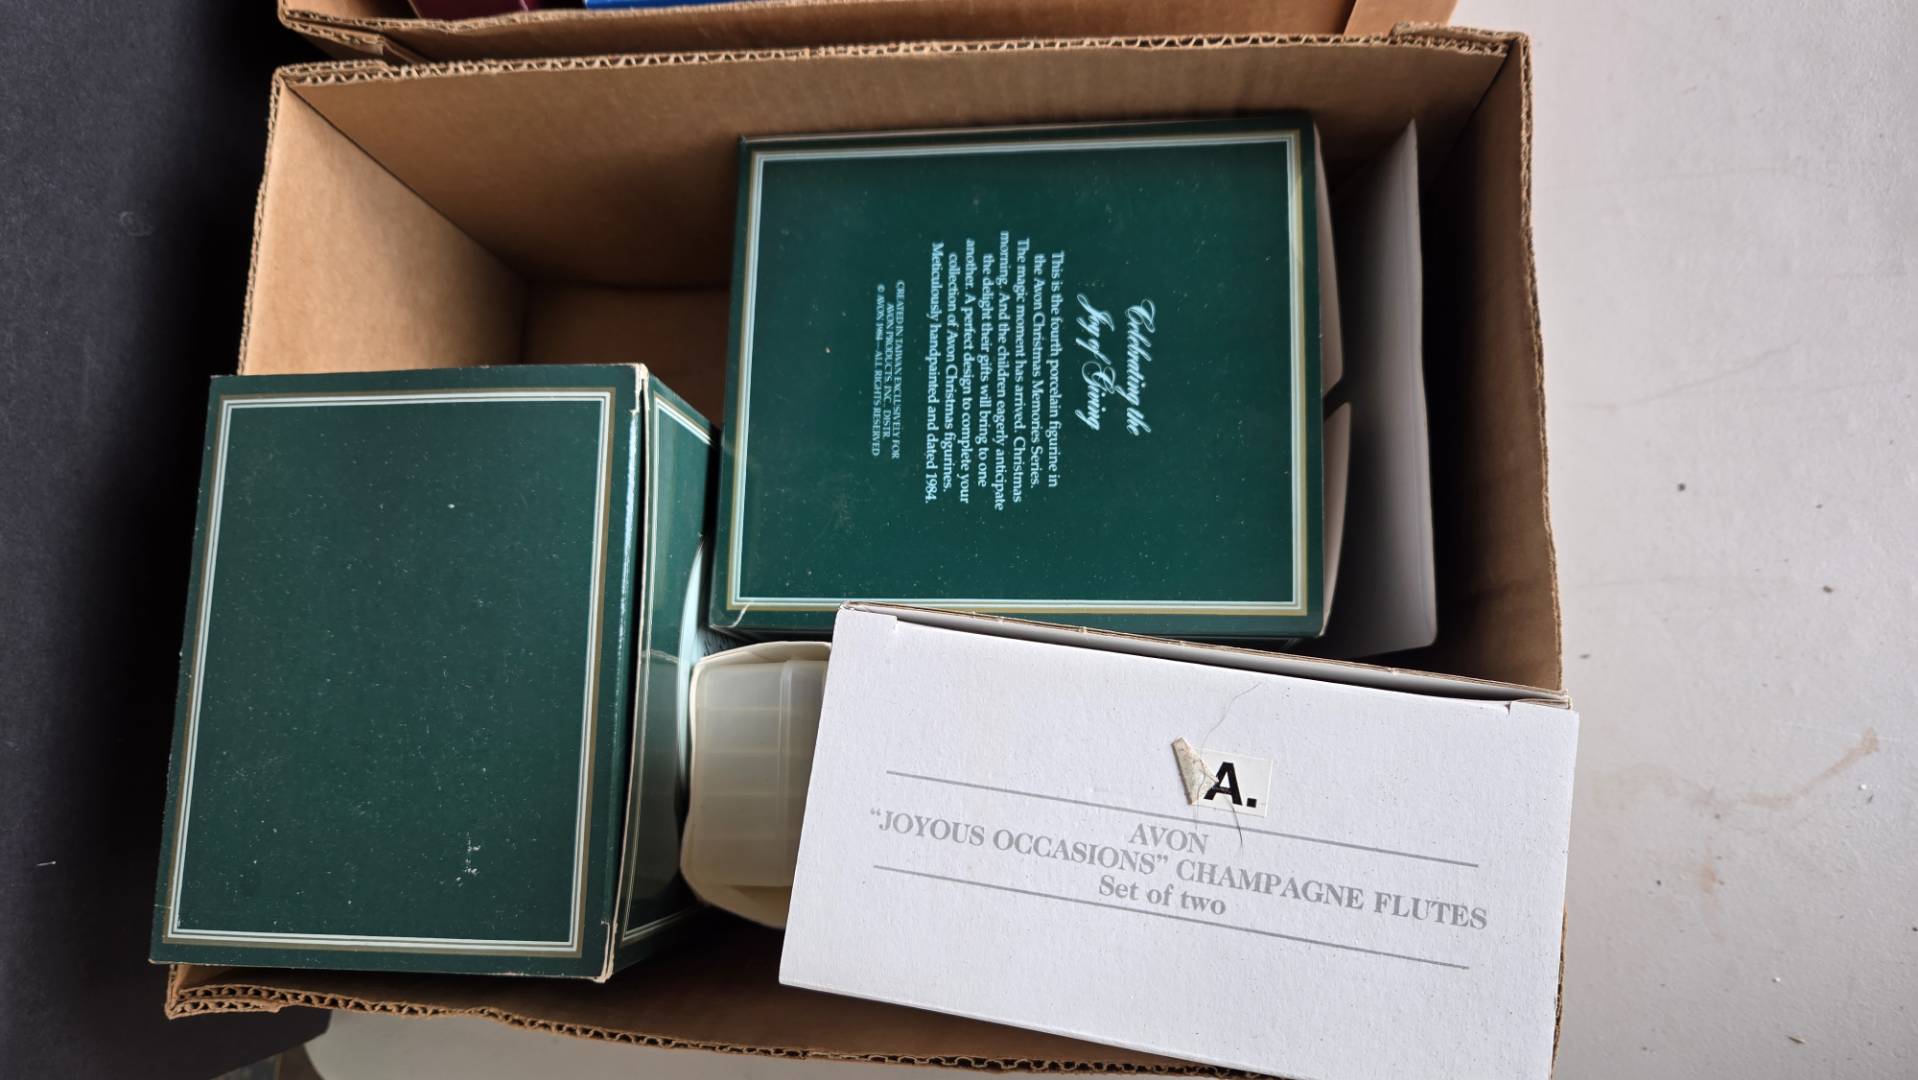 Celebrating the
Joy of Giving
This is the fourth porcelain figurine in
the Avon Christmas Memories Series.
The magic moment has arrived. Christmas
morning. And the children eagerly anticipate
the delight their gifts will bring to one
another. A perfect design to complete your
collection of Avon Christmas figurines.
Meticulously handpainted and dated 1984.
CREATED IN TAIWAN EXCLUSIVELY FOR
AVON PRODUCTS, INC., DISTR.
© AVON 1984—ALL RIGHTS RESERVED
A.
AVON
“JOYOUS OCCASIONS” CHAMPAGNE FLUTES
Set of two